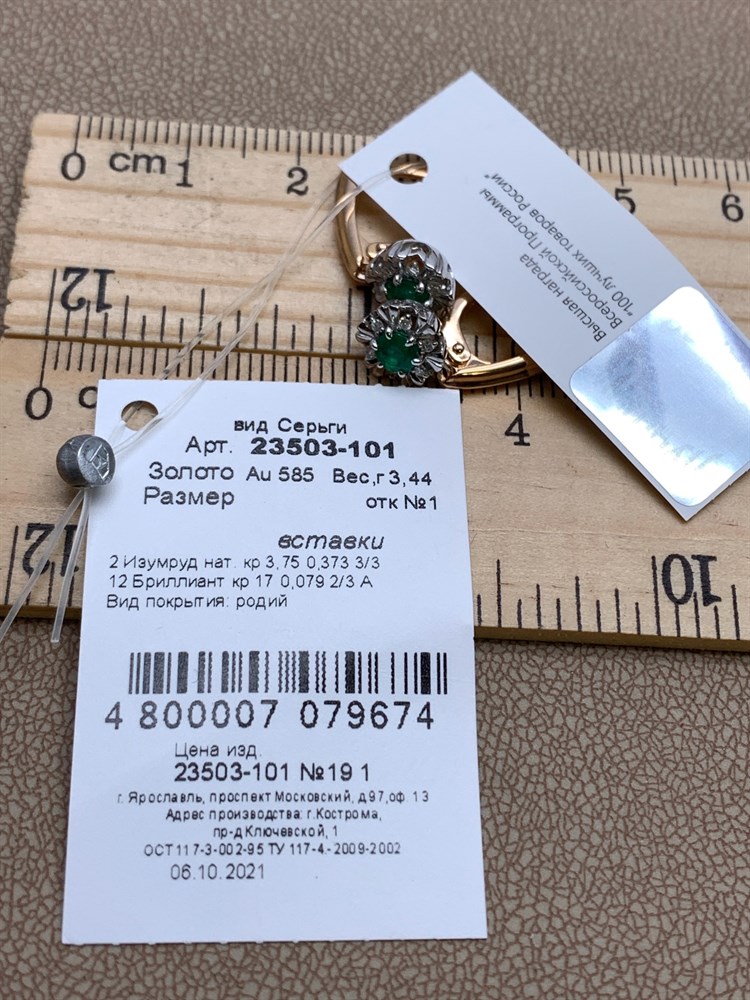 0 cm 1 2 5 6
12
0 c 4
12 10
Высшая награда
Всероссийской Программы
"100 лучших товаров России"
вид Серьги
Арт. 23503-101
Золото Au 585 Вес,г 3,44
Размер отк №1
вставки
2 Изумруд нат. кр 3,75 0,373 3/3
12 Бриллиант кр 17 0,079 2/3 А
Вид покрытия: родий
4 800007 079674
Цена изд.
23503-101 №19 1
г. Ярославль, проспект Московский, д.97,оф. 13
Адрес производства: г.Кострома,
пр-д Ключевской, 1
ОСТ 117-3-002-95 ТУ 117-4-2009-2002
06.10.2021